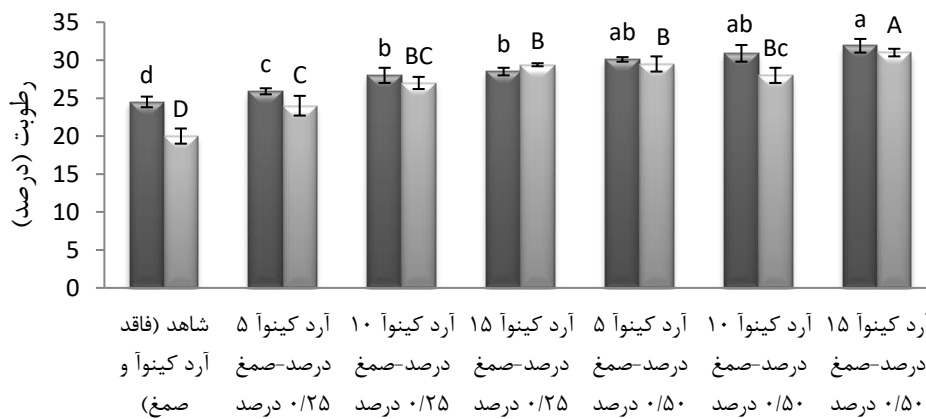 رطوبت (درصد)
35
30
25
20
15
10
5
0
d
D
c
C
b
BC
b
B
ab
B
ab
Bc
a
A
شاهد (فاقد
آرد کینوآ و
صمغ)
آرد کینوآ ۵
درصد-صمغ
۰/۲۵ درصد
آرد کینوآ ۱۰
درصد-صمغ
۰/۲۵ درصد
آرد کینوآ ۱۵
درصد-صمغ
۰/۲۵ درصد
آرد کینوآ ۵
درصد-صمغ
۰/۵۰ درصد
آرد کینوآ ۱۰
درصد-صمغ
۰/۵۰ درصد
آرد کینوآ ۱۵
درصد-صمغ
۰/۵۰ درصد